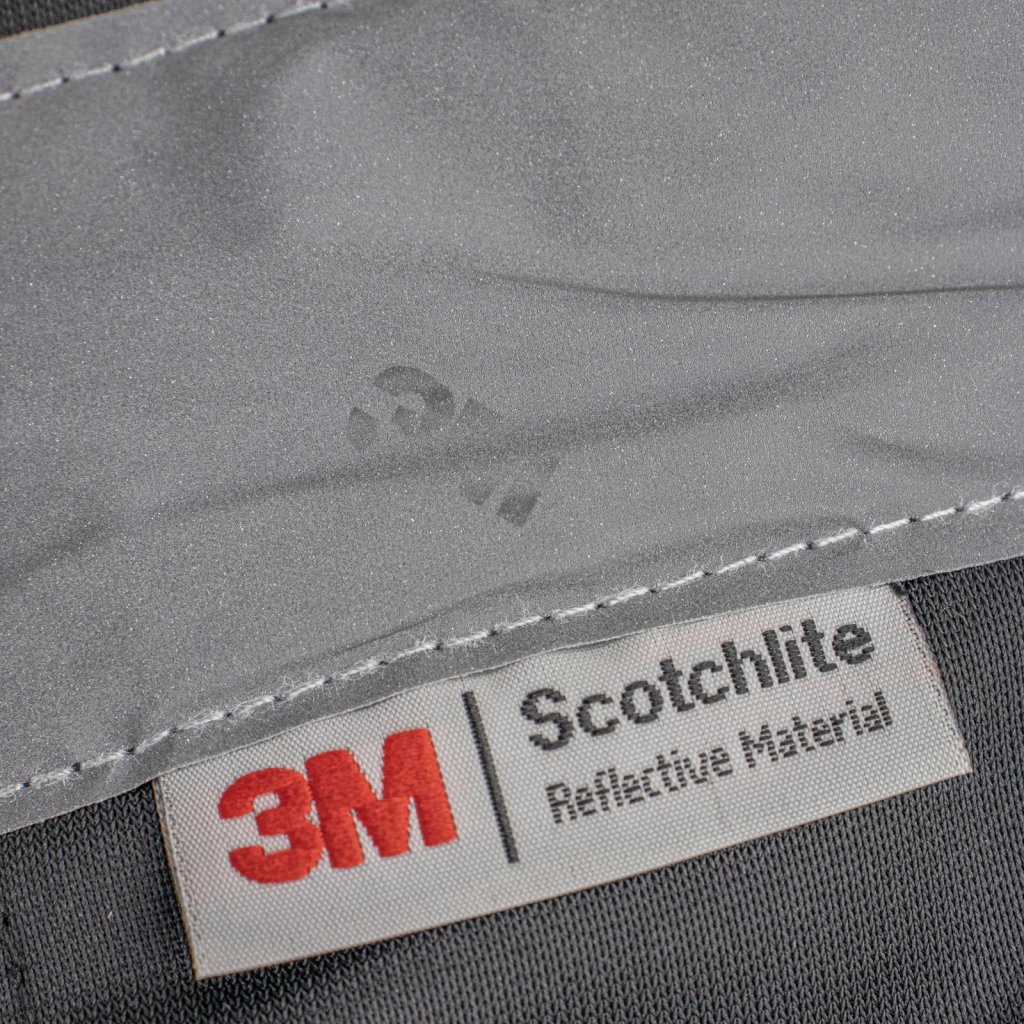 3M
Scotchlite
Reflective Material